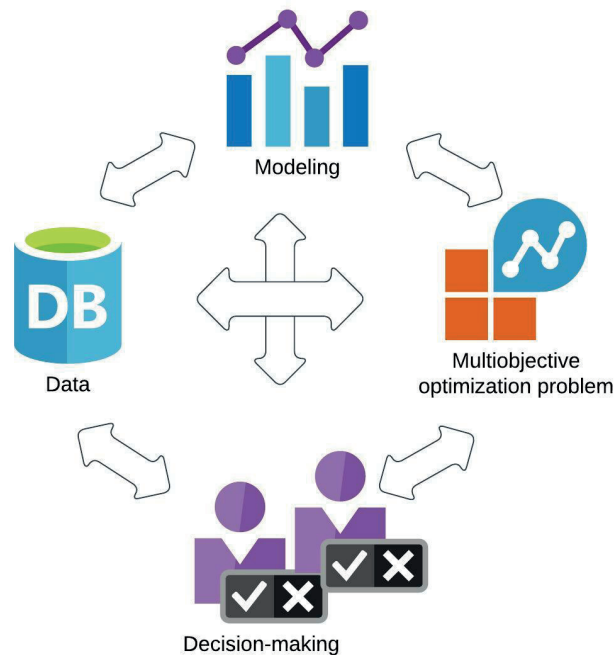 Modeling
DB
Data
Multiobjective
optimization problem
Decision-making